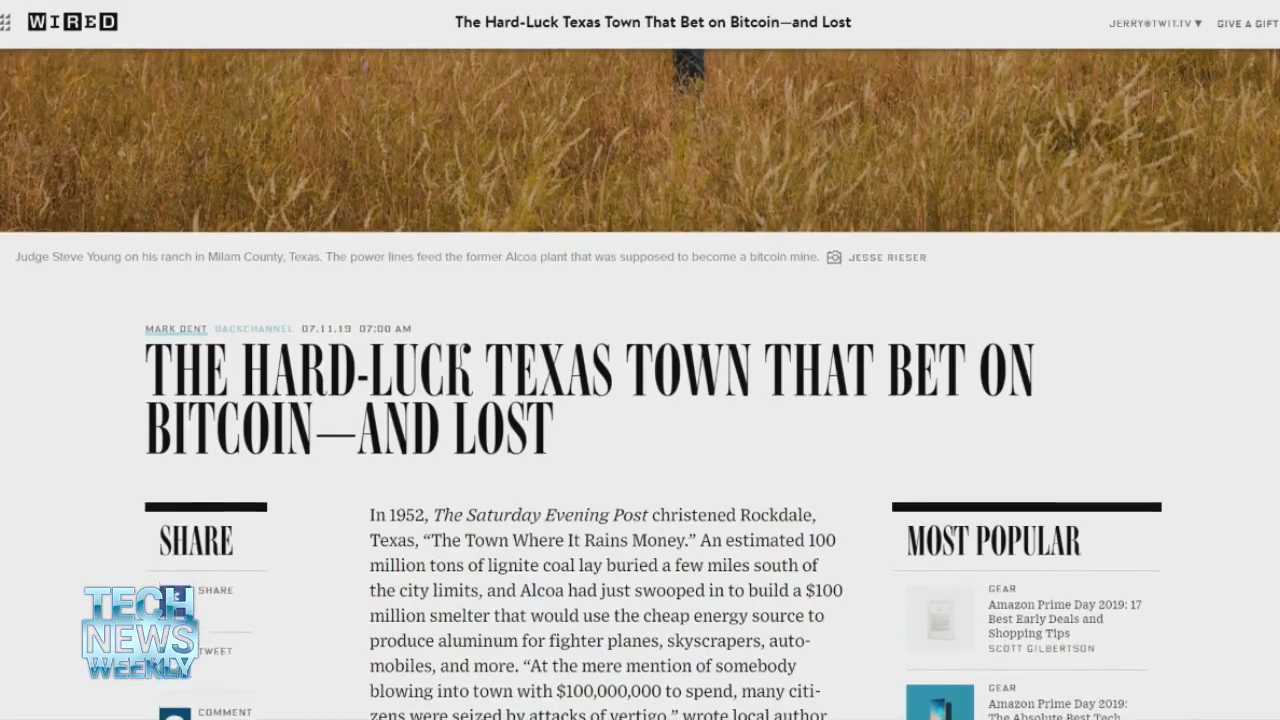 WIRED
The Hard-Luck Texas Town That Bet on Bitcoin—and Lost
JERRY@TWIT.TV ▼
GIVE A GIFT
Judge Steve Young on his ranch in Milam County, Texas. The power lines feed the former Alcoa plant that was supposed to become a bitcoin mine.
JESSE RIESER
MARK DENT BACKCHANNEL 07.11.19 07:00 AM
THE HARD-LUCK TEXAS TOWN THAT BET ON
BITCOIN—AND LOST
SHARE
SHARE
TWEET
COMMENT
TECH
NEWS
WEEKLY
In 1952, The Saturday Evening Post christened Rockdale,
Texas, “The Town Where It Rains Money.” An estimated 100
million tons of lignite coal lay buried a few miles south of
the city limits, and Alcoa had just swooped in to build a $100
million smelter that would use the cheap energy source to
produce aluminum for fighter planes, skyscrapers, auto-
mobiles, and more. “At the mere mention of somebody
blowing into town with $100,000,000 to spend, many citi-
zens were seized by attacks of vertigo,” wrote local author
MOST POPULAR
GEAR
Amazon Prime Day 2019: 17
Best Early Deals and
Shopping Tips
SCOTT GILBERTSON
GEAR
Amazon Prime Day 2019:
The Absolute Best Tech